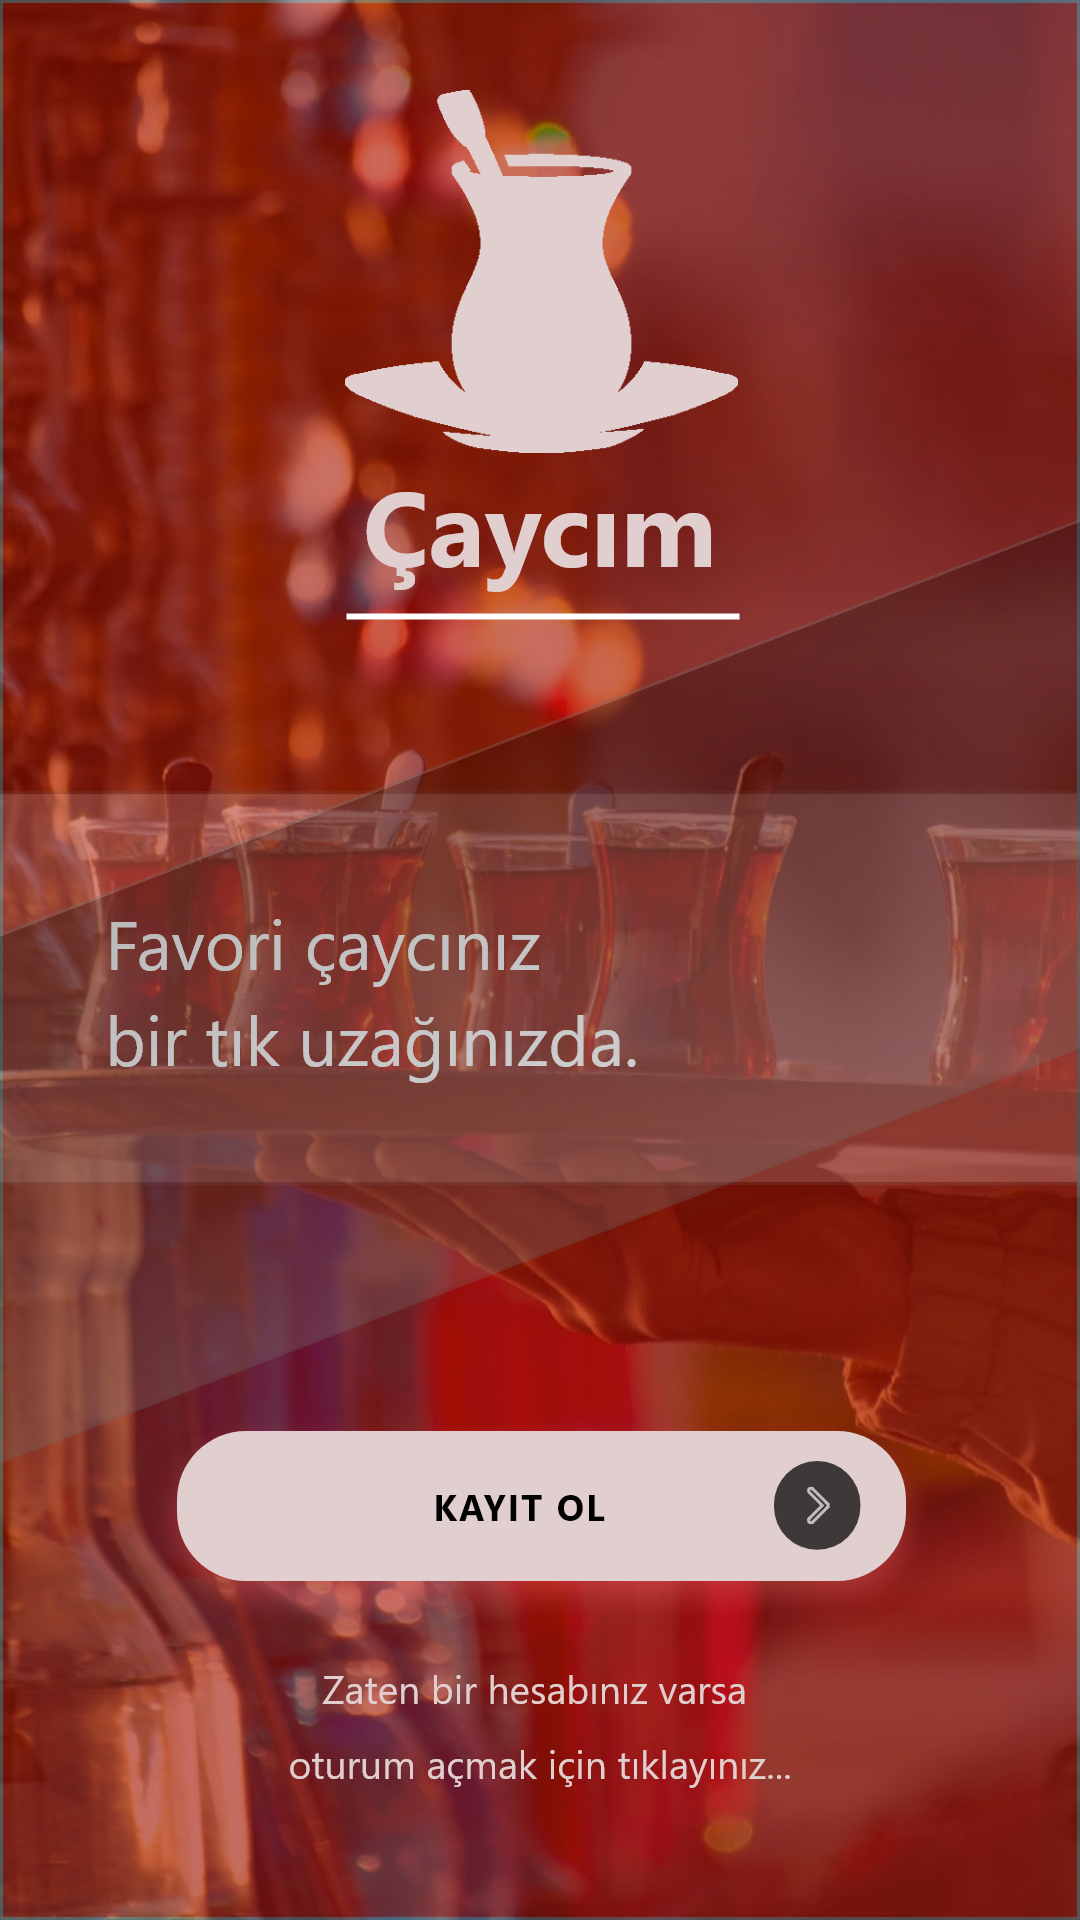 Çaycım
Favori çaycınız
bir tık uzağınızda.
KAYIT OL
Zaten bir hesabınız varsa
oturum açmak için tıklayınız...